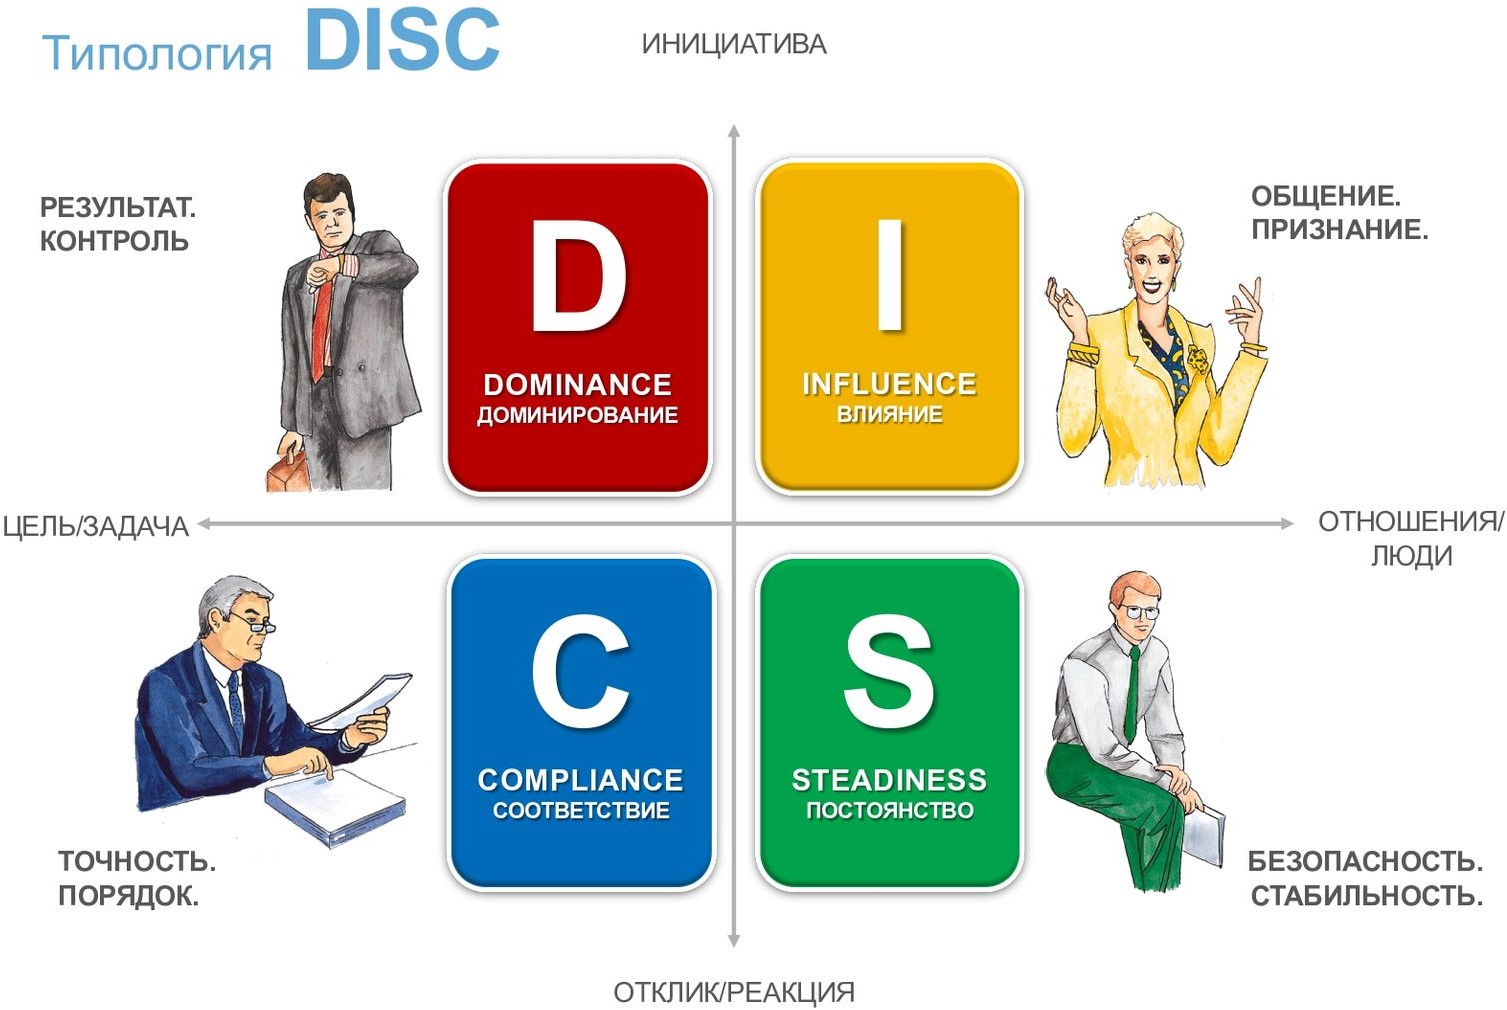 Типология DISC
ИНИЦИАТИВА
РЕЗУЛЬТАТ.
КОНТРОЛЬ
D
DOMINANCE
ДОМИНИРОВАНИЕ
I
INFLUENCE
ВЛИЯНИЕ
ОБЩЕНИЕ.
ПРИЗНАНИЕ.
ЦЕЛЬ/ЗАДАЧА
ОТНОШЕНИЯ/
ЛЮДИ
C
COMPLIANCE
СООТВЕТСТВИЕ
S
STEADINESS
ПОСТОЯНСТВО
ТОЧНОСТЬ.
ПОРЯДОК.
БЕЗОПАСНОСТЬ.
СТАБИЛЬНОСТЬ.
ОТКЛИК/РЕАКЦИЯ